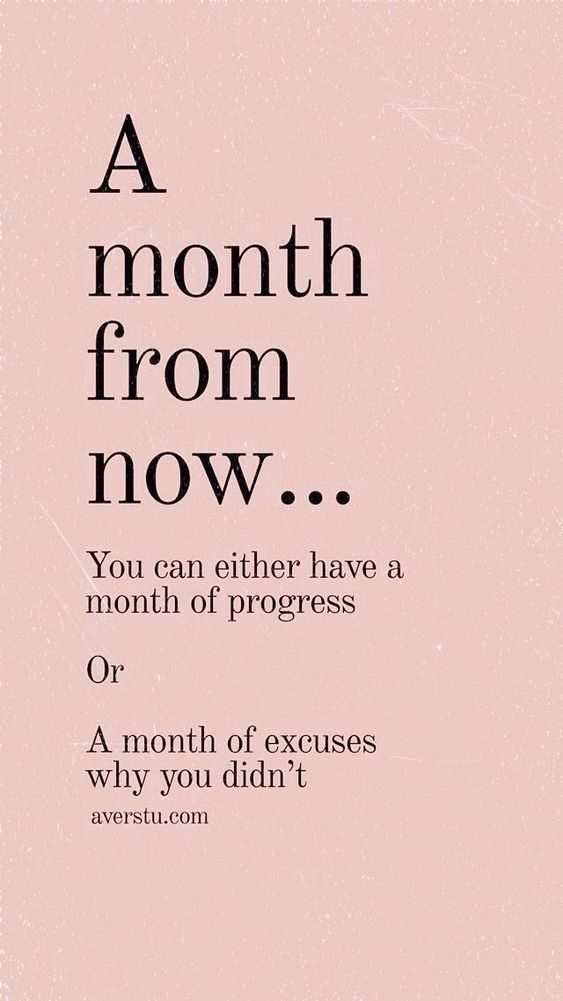 A
month
from
now...
You can either have a
month of progress
Or
A month of excuses
why you didn’t
averstu.com